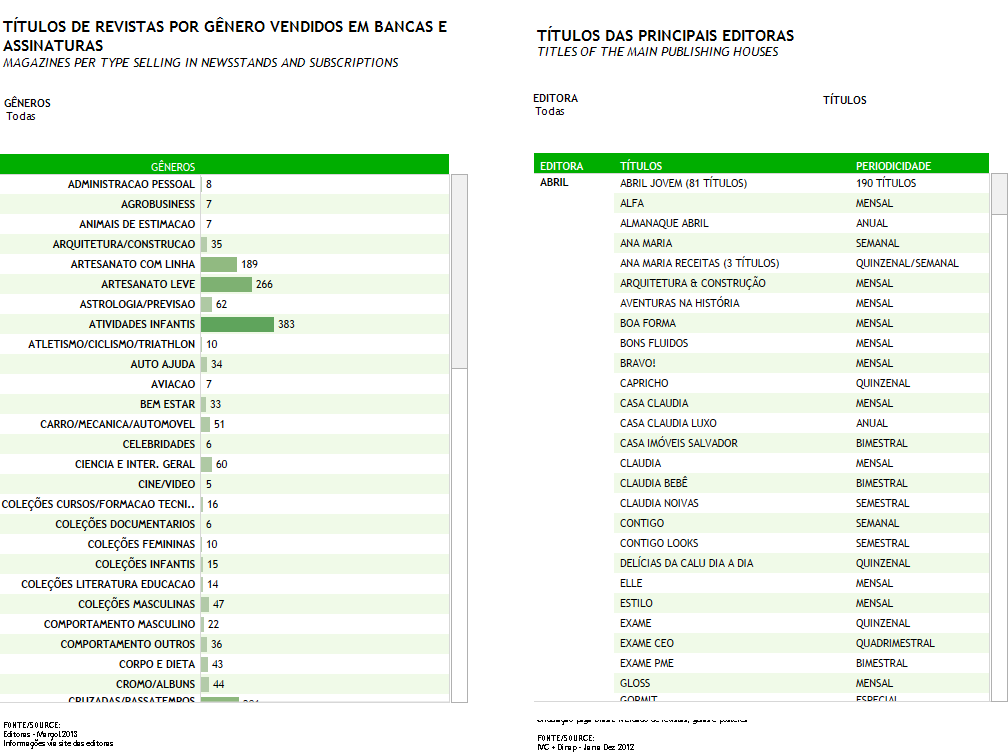 TÍTULOS DE REVISTAS POR GÊNERO VENDIDOS EM BANCAS E
ASSINATURAS
MAGAZINES PER TYPE SELLING IN NEWSSTANDS AND SUBSCRIPTIONS
GÊNEROS
Todas
GÊNEROS
ADMINISTRACAO PESSOAL 8
AGROBUSINESS 7
ANIMAIS DE ESTIMACAO 7
ARQUITETURA/CONSTRUCAO 35
ARTESANATO COM LINHA 189
ARTESANATO LEVE 266
ASTROLOGIA/PREVISAO 62
ATIVIDADES INFANTIS 383
ATLETISMO/CICLISMO/TRIATHLON 10
AUTO AJUDA 34
AVIACAO 7
BEM ESTAR 33
CARRO/MECANICA/AUTOMOVEL 51
CELEBRIDADES 6
CIENCIA E INTER. GERAL 60
CINE/VIDEO 5
COLEÇÕES CURSOS/FORMACAO TECNI.. 16
COLEÇÕES DOCUMENTARIOS 6
COLEÇÕES FEMININAS 10
COLEÇÕES INFANTIS 15
COLEÇÕES LITERATURA EDUCACAO 14
COLEÇÕES MASCULINAS 47
COMPORTAMENTO MASCULINO 22
COMPORTAMENTO OUTROS 36
CORPO E DIETA 43
CROMO/ALBUNS 44
CRUZADAS/PASSATEMPOS
FONTE/SOURCE:
Editoras - Março/2013
Informações via site das editoras
TÍTULOS DAS PRINCIPAIS EDITORAS
TITLES OF THE MAIN PUBLISHING HOUSES
EDITORA TÍTULOS
Todas
EDITORA TÍTULOS PERIODICIDADE
ABRIL ABRIL JOVEM (81 TÍTULOS) 190 TÍTULOS
ALFA MENSAL
ALMANAQUE ABRIL ANUAL
ANA MARIA SEMANAL
ANA MARIA RECEITAS (3 TÍTULOS) QUINZENAL/SEMANAL
ARQUITETURA & CONSTRUÇÃO MENSAL
AVENTURAS NA HISTÓRIA MENSAL
BOA FORMA MENSAL
BONS FLUIDOS MENSAL
BRAVO! MENSAL
CAPRICHO QUINZENAL
CASA CLAUDIA MENSAL
CASA CLAUDIA LUXO ANUAL
CASA IMÓVEIS SALVADOR BIMESTRAL
CLAUDIA MENSAL
CLAUDIA BEBÊ BIMESTRAL
CLAUDIA NOIVAS SEMESTRAL
CONTIGO SEMANAL
CONTIGO LOOKS SEMESTRAL
DELÍCIAS DA CALU DIA A DIA QUINZENAL
ELLE MENSAL
ESTILO MENSAL
EXAME QUINZENAL
EXAME CEO QUADRIMESTRAL
EXAME PME BIMESTRAL
GLOSS MENSAL
GORMIT ESPECIAL
FONTE/SOURCE:
IVC + Dinap - Jan a Dez 2012